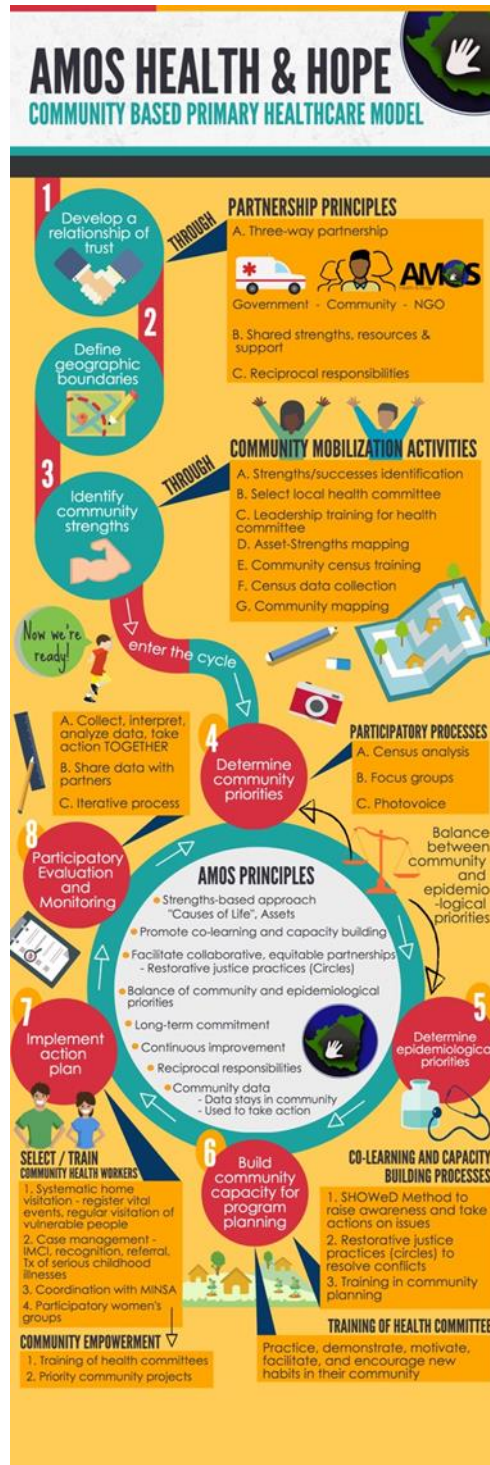 AMOS HEALTH & HOPE
COMMUNITY BASED PRIMARY HEALTHCARE MODEL
1
Develop a
relationship of
trust
THROUGH
PARTNERSHIP PRINCIPLES
A. Three-way partnership
AMOS
Government - Community - NGO
B. Shared strengths, resources &
support
C. Reciprocal responsibilities
2
Define
geographic
boundaries
3
Identify
community
strengths
THROUGH
COMMUNITY MOBILIZATION ACTIVITIES
A. Strengths/successes identification
B. Select local health committee
C. Leadership training for health
committee
D. Asset-Strengths mapping
E. Community census training
F. Census data collection
G. Community mapping
Now we're
ready!
enter the cycle
4
Determine
community
priorities
PARTICIPATORY PROCESSES
A. Census analysis
B. Focus groups
C. Photovoice
A. Collect, interpret,
analyze data, take
action TOGETHER
B. Share data with
partners
C. Iterative process
8
Participatory
Evaluation
and
Monitoring
Balance
between
community
and
epidemio
-logical
priorities
AMOS PRINCIPLES
Strengths-based approach
"Causes of Life", Assets
Promote co-learning and capacity building
Facilitate collaborative, equitable partnerships
- Restorative justice practices (Circles)
Balance of community and epidemiological
priorities
Long-term commitment
Continuous improvement
Reciprocal responsibilities
Community data
- Data stays in community
- Used to take action
5
Determine
epidemiologica
priorities
7
Implement
action
plan
6
Build
community
capacity for
program
planning
SELECT / TRAIN
COMMUNITY HEALTH WORKERS
1. Systematic home
visitation - register vital
events, regular visitation of
vulnerable people
2. Case management -
IMCI, recognition, referral,
Tx of serious childhood
illnesses
3. Coordination with MINSA
4. Participatory women's
groups
COMMUNITY EMPOWERMENT
1. Training of health committees
2. Priority community projects
CO-LEARNING AND CAPACITY
BUILDING PROCESSES
1. SHOWeD Method to
raise awareness and take
actions on issues
2. Restorative justice
practices (circles) to
resolve conflicts
3. Training in community
planning
TRAINING OF HEALTH COMMITTEE
Practice, demonstrate, motivate,
facilitate, and encourage new
habits in their community